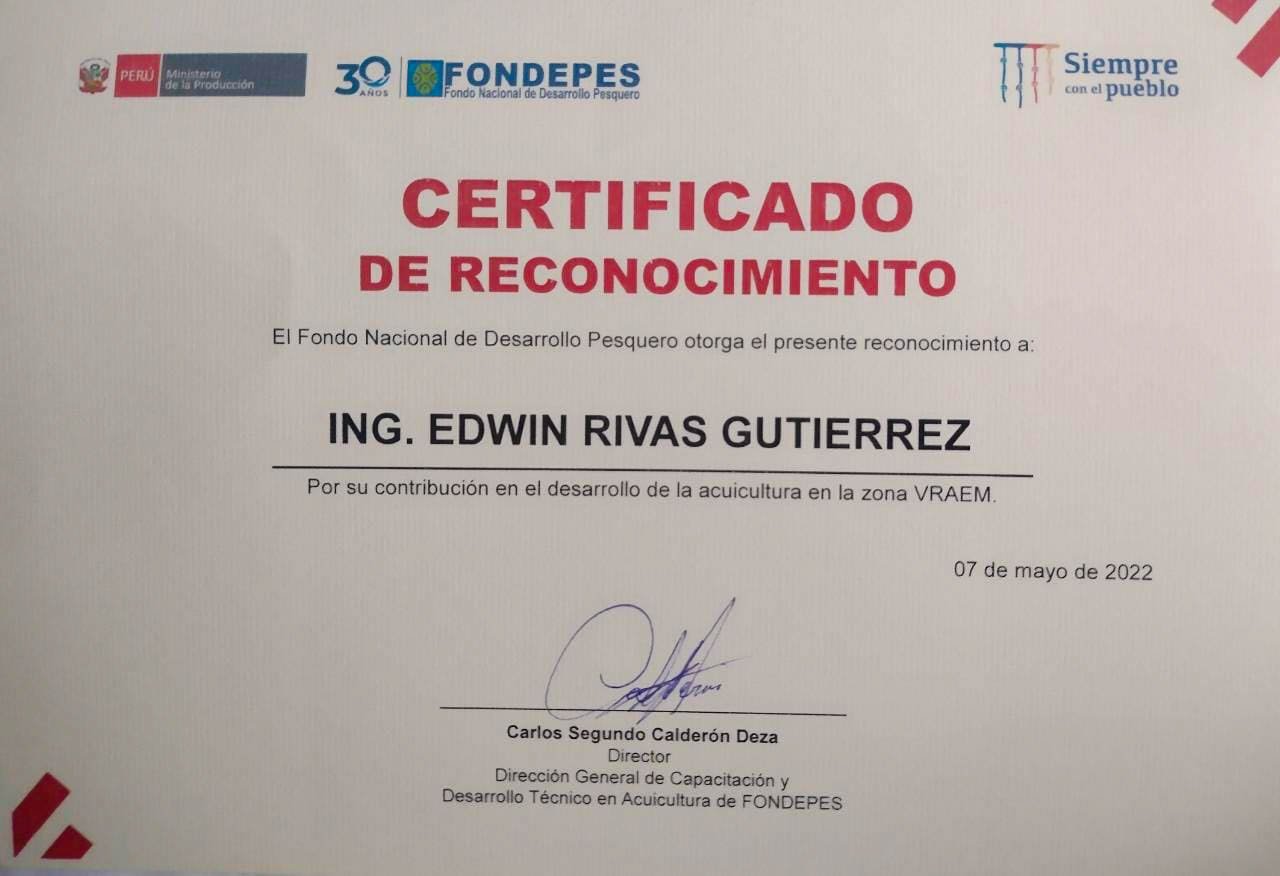 PERÚ
Ministerio
de la Producción
30
AÑOS
FONDEPES
Fondo Nacional de Desarrollo Pesquero
Siempre
con el pueblo
CERTIFICADO
DE RECONOCIMIENTO
El Fondo Nacional de Desarrollo Pesquero otorga el presente reconocimiento a:
ING. EDWIN RIVAS GUTIERREZ
Por su contribución en el desarrollo de la acuicultura en la zona VRAEM.
07 de mayo de 2022
Carlos Segundo Calderón Deza
Director
Dirección General de Capacitación y
Desarrollo Técnico en Acuicultura de FONDEPES